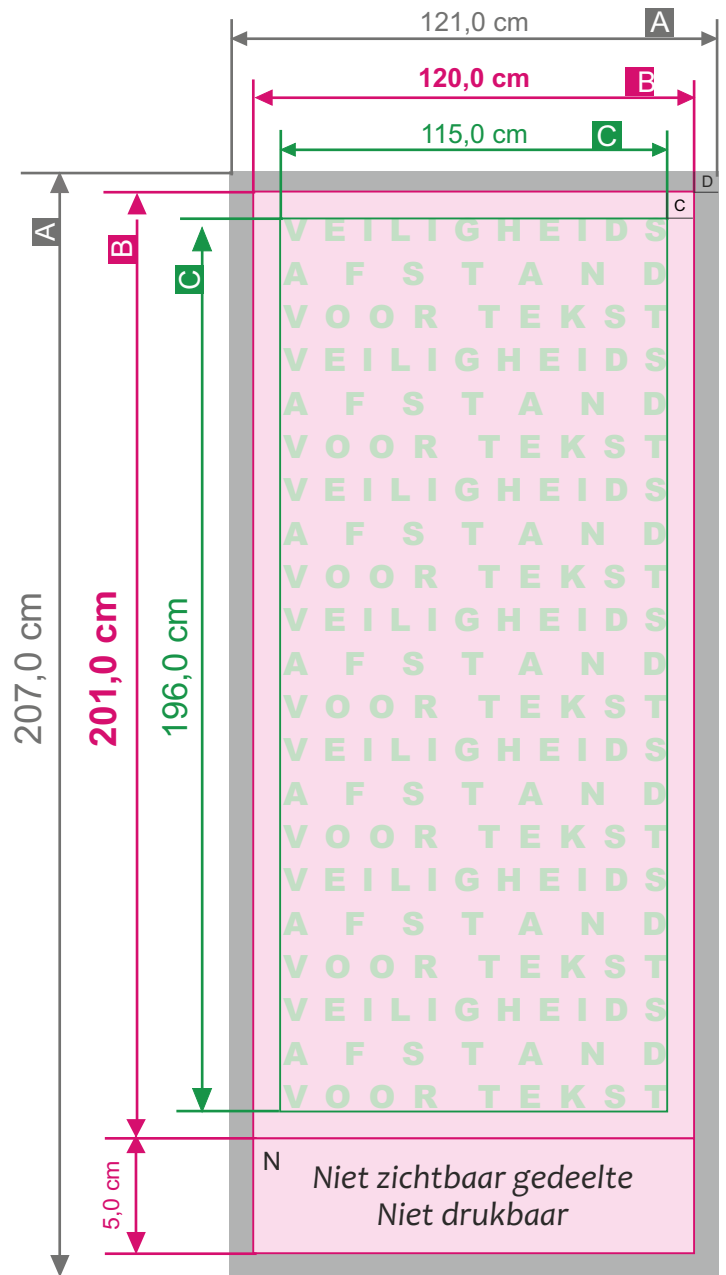 121,0 cm A
120,0 cm B
115,0 cm C
D
C
A
B
C
207,0 cm
201,0 cm
196,0 cm
5,0 cm
VEILIGHEIDS
AFSTAND
VOOR TEKST
VEILIGHEIDS
AFSTAND
VOOR TEKST
VEILIGHEIDS
AFSTAND
VOOR TEKST
VEILIGHEIDS
AFSTAND
VOOR TEKST
VEILIGHEIDS
AFSTAND
VOOR TEKST
VEILIGHEIDS
AFSTAND
VOOR TEKST
VEILIGHEIDS
AFSTAND
VOOR TEKST
N
Niet zichtbaar gedeelte
Niet drukbaar